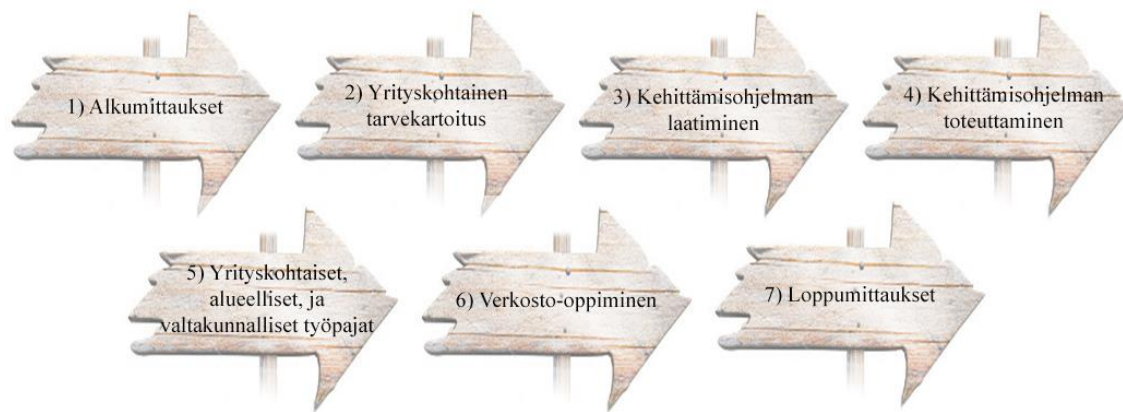 1) Alkumittaukset
2) Yrityskohtainen
tarvekartoitus
3) Kehittämisohjelman
laatiminen
4) Kehittämisohjelman
toteuttaminen
5) Yrityskohtaiset,
alueelliset, ja
valtakunnalliset työpajat
6) Verkosto-oppiminen
7) Loppumittaukset